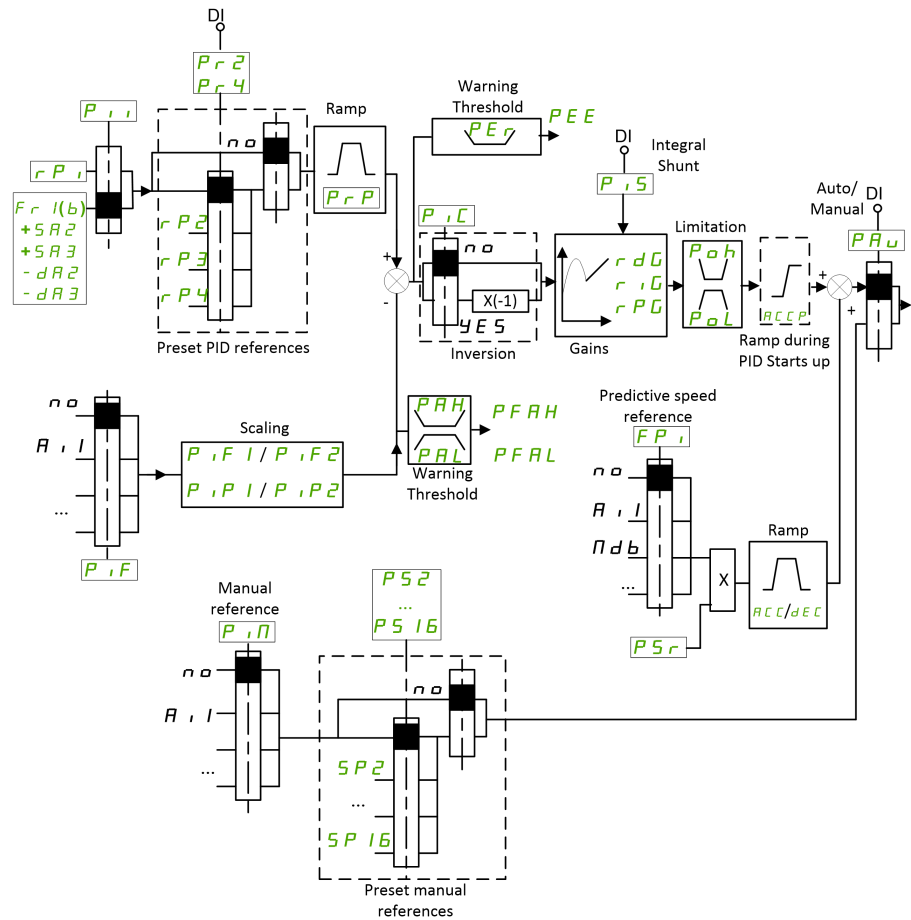 DI
Pr2
Pr4
Pii
rPi
Fr1(b)
+SA2
+SA3
-dA2
-dA3
no
rP2
rP3
rP4
Preset PID references
Ramp
PrP
+
-
Warning
Threshold
PEr
PEE
PiC
no
X(-1)
YES
Inversion
DI
Integral
Shunt
PiS
rdG
riG
rPG
Gains
Limitation
Poh
PoL
ACCP
Ramp during
PID Starts up
Auto/
Manual
DI
PAu
+
+
no
Ai1
...
PiF
Scaling
PiF1/PiF2
PiP1/PiP2
PAH
PAL
Warning
Threshold
PFAH
PFAL
Predictive speed
reference
FPi
no
Ai1
Ndb
...
PSr
X
Ramp
ACC/dEC
Manual
reference
PiN
no
Ai1
...
PS2
...
PS16
no
SP2
...
SP16
Preset manual
references